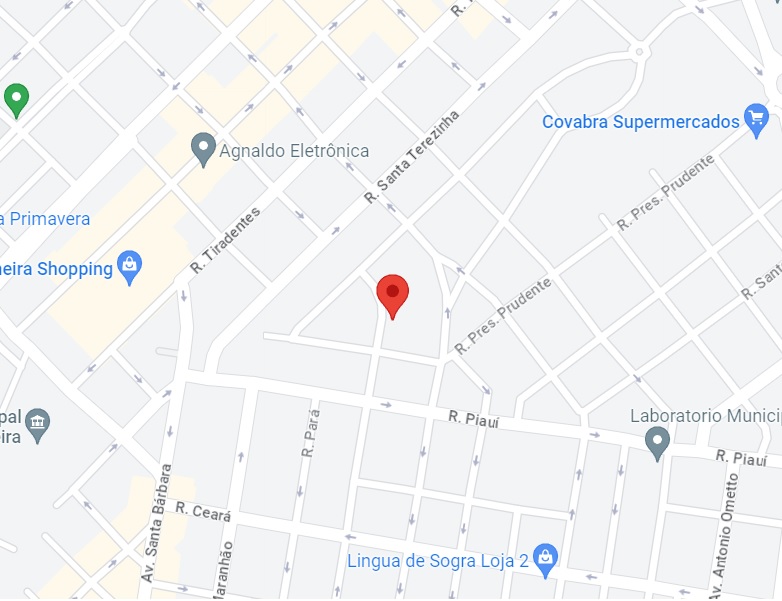 R.
Covabra Supermercados
Agnaldo Eletrônica
R. Santa Terezinha
R. Pres. Prudente
a Primavera
R. Tiradentes
neira Shopping
R. Santa
R. Pres. Prudente
pal
ira
R. Pará
R. Piauí
Laboratorio Municip
R. Piauí
Av. Santa Bárbara
R. Ceará
Maranhão
Av. Antonio Ometto
Lingua de Sogra Loja 2